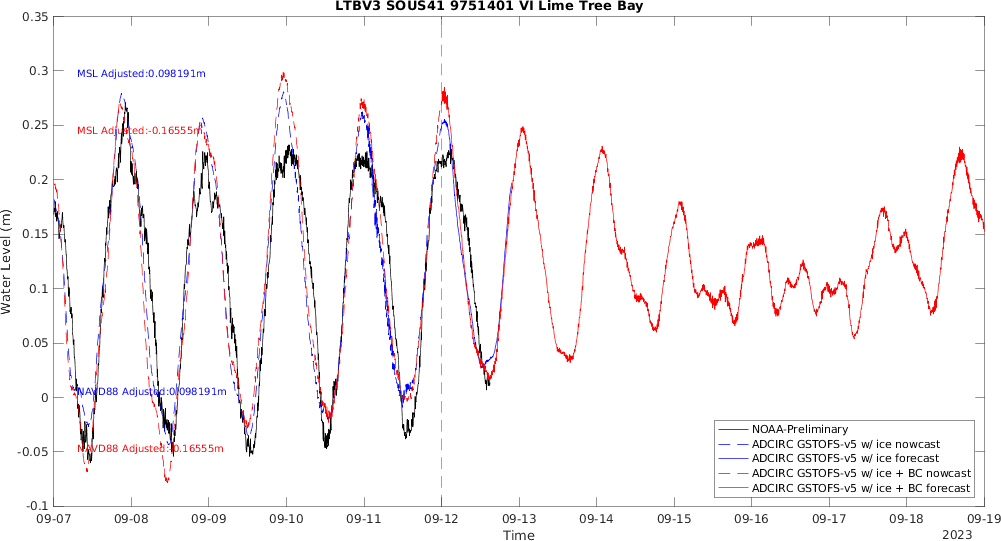 LTBV3 SOUS41 9751401 VI Lime Tree Bay
0.35
0.3
0.25
0.2
0.15
0.1
0.05
0
-0.05
-0.1
Water Level (m)
MSL Adjusted:0.098191m
MSL Adjusted:-0.16555m
NAVD88 Adjusted:0.098191m
NAVD88 Adjusted:-0.16555m
NOAA-Preliminary
ADCIRC GSTOFS-v5 w/ ice nowcast
ADCIRC GSTOFS-v5 w/ ice forecast
ADCIRC GSTOFS-v5 w/ ice + BC nowcast
ADCIRC GSTOFS-v5 w/ ice + BC forecast
09-07 09-08 09-09 09-10 09-11 09-12 09-13 09-14 09-15 09-16 09-17 09-18 09-19
Time
2023